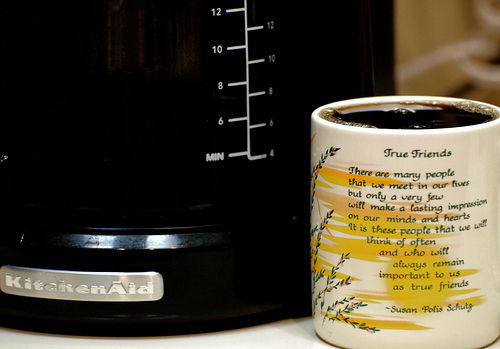 12
12
10
10
8
8
6
6
MIN
4
KitchenAid
True Friends
There are many people
that we meet in our lives
but only a very few
will make a lasting impression
on our minds and hearts
It is these people that we will
think of often
and who will
always remain
important to us
as true friends
~Susan Polis Schutz